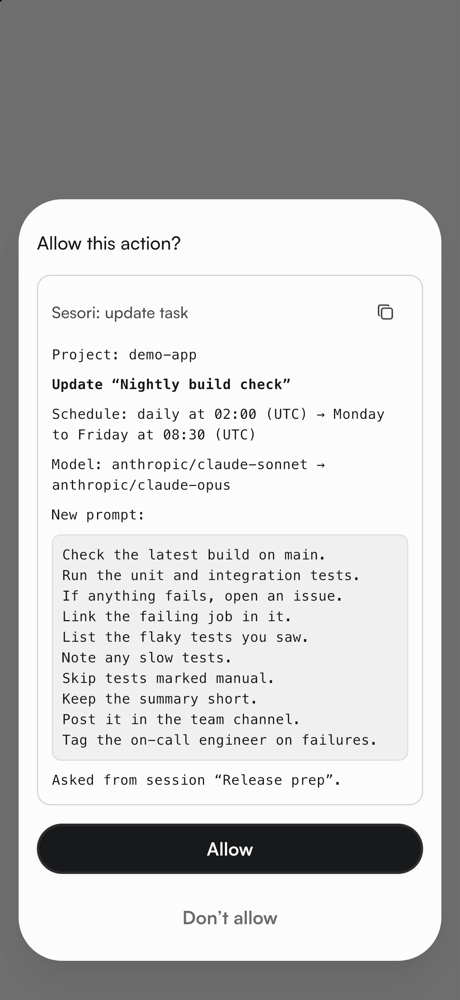 Allow this action?
Sesori: update task
Project: demo-app
Update “Nightly build check”
Schedule: daily at 02:00 (UTC) → Monday
to Friday at 08:30 (UTC)
Model: anthropic/claude-sonnet →
anthropic/claude-opus
New prompt:
Check the latest build on main.
Run the unit and integration tests.
If anything fails, open an issue.
Link the failing job in it.
List the flaky tests you saw.
Note any slow tests.
Skip tests marked manual.
Keep the summary short.
Post it in the team channel.
Tag the on-call engineer on failures.
Asked from session “Release prep”.
Allow
Don’t allow